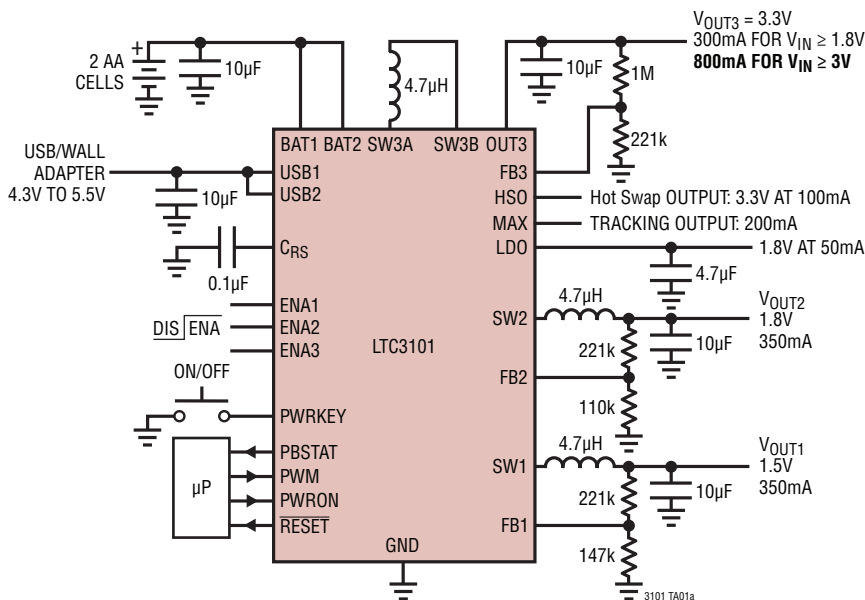 V_OUT3 = 3.3V
300mA FOR V_IN ≥ 1.8V
800mA FOR V_IN ≥ 3V
+
2 AA
CELLS
10µF
4.7µH
10µF
1M
221k
BAT1
BAT2
SW3A
SW3B
OUT3
USB/WALL
ADAPTER
4.3V TO 5.5V
10µF
USB1
USB2
FB3
HSO
Hot Swap OUTPUT: 3.3V AT 100mA
MAX
TRACKING OUTPUT: 200mA
LDO
1.8V AT 50mA
4.7µF
C_RS
0.1µF
ENA1
DIS ENA
ENA2
ENA3
LTC3101
SW2
4.7µH
V_OUT2
1.8V
350mA
221k
10µF
FB2
110k
ON/OFF
PWRKEY
µP
PBSTAT
PWM
PWRON
RESET
SW1
4.7µH
V_OUT1
1.5V
350mA
221k
10µF
FB1
147k
GND
3101 TA01a